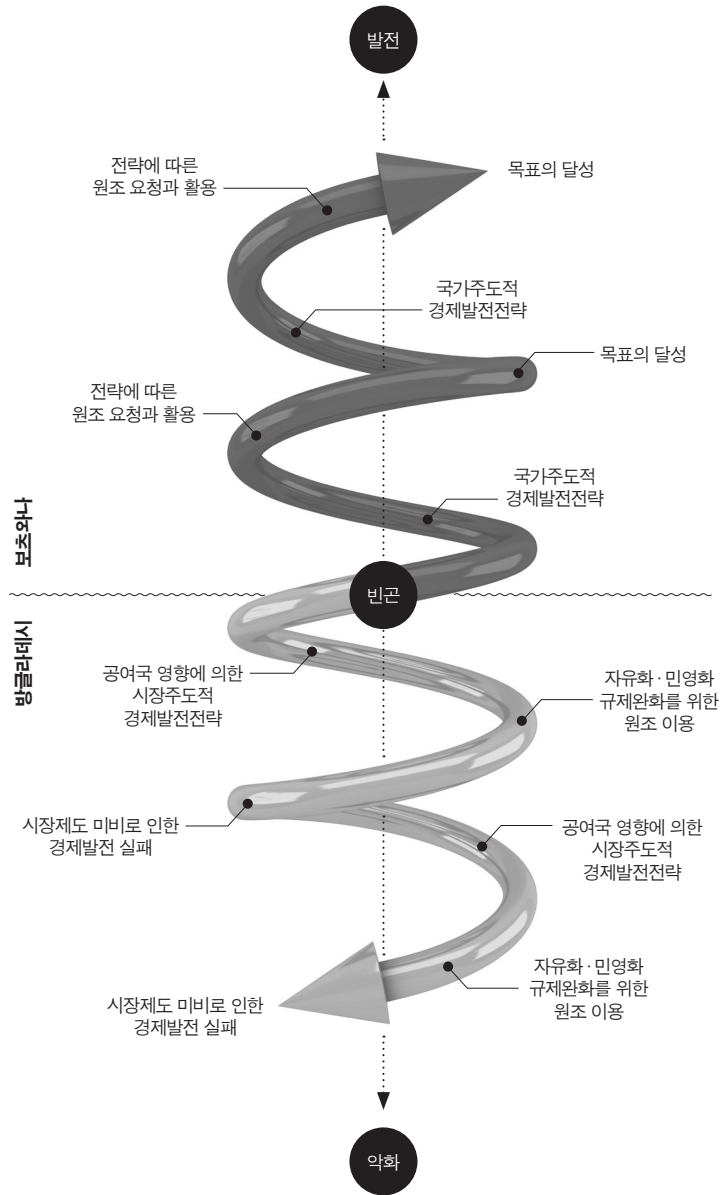 발전
전략에 따른
원조 요청과 활용
목표의 달성
국가주도적
경제발전전략
목표의 달성
전략에 따른
원조 요청과 활용
국가주도적
경제발전전략
보츠와나
빈곤
방글라데시
공여국 영향에 의한
시장주도적
경제발전전략
자유화 · 민영화
규제완화를 위한
원조 이용
시장제도 미비로 인한
경제발전 실패
공여국 영향에 의한
시장주도적
경제발전전략
자유화 · 민영화
규제완화를 위한
원조 이용
시장제도 미비로 인한
경제발전 실패
악화